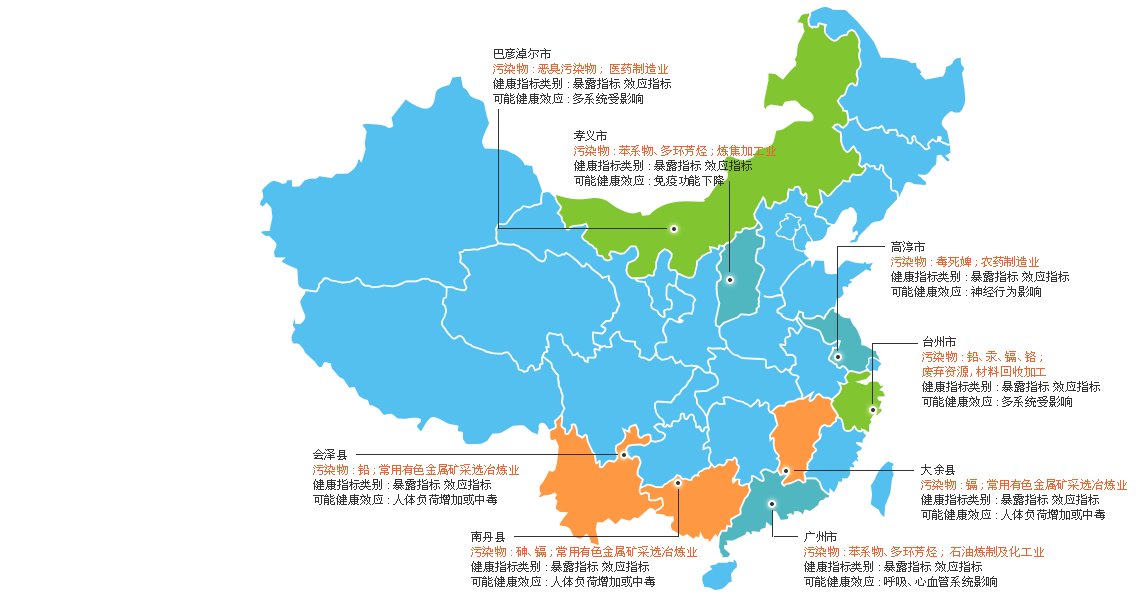 巴彦淖尔市
污染物 : 恶臭污染物 ; 医药制造业
健康指标类别 : 暴露指标 效应指标
可能健康效应 : 多系统受影响
孝义市
污染物 : 苯系物、多环芳烃 ; 炼焦加工业
健康指标类别 : 暴露指标 效应指标
可能健康效应 : 免疫功能下降
高淳市
污染物 : 毒死婢 ; 农药制造业
健康指标类别 : 暴露指标 效应指标
可能健康效应 : 神经行为影响
台州市
污染物 : 铅、汞、镉、铬 ;
废弃资源, 材料回收加工
健康指标类别 : 暴露指标 效应指标
可能健康效应 : 多系统受影响
会泽县
污染物 : 铅 ; 常用有色金属矿采选冶炼业
健康指标类别 : 暴露指标 效应指标
可能健康效应 : 人体负荷增加或中毒
大余县
污染物 : 镉 ; 常用有色金属矿采选冶炼业
健康指标类别 : 暴露指标 效应指标
可能健康效应 : 人体负荷增加或中毒
南丹县
污染物 : 砷、镉 ; 常用有色金属矿采选冶炼业
健康指标类别 : 暴露指标 效应指标
可能健康效应 : 人体负荷增加或中毒
广州市
污染物 : 苯系物、多环芳烃 ; 石油炼制及化工业
健康指标类别 : 暴露指标 效应指标
可能健康效应 : 呼吸、心血管系统影响